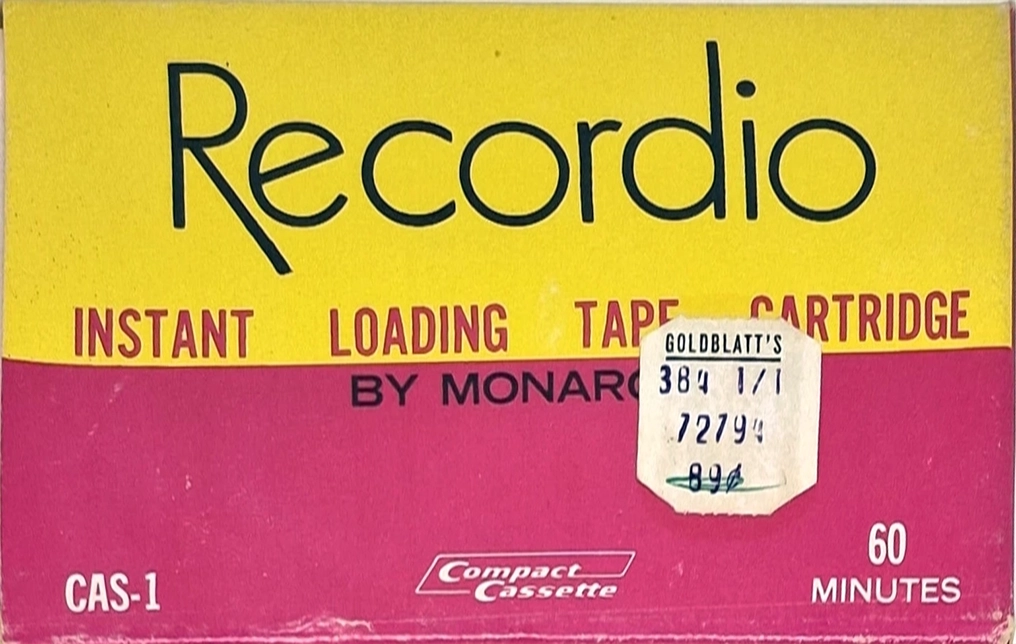 Recordio
INSTANT LOADING TAPE CARTRIDGE
BY MONARC
GOLDBLATT'S
384 1/1
72794
89¢
Compact
Cassette
CAS-1
60
MINUTES